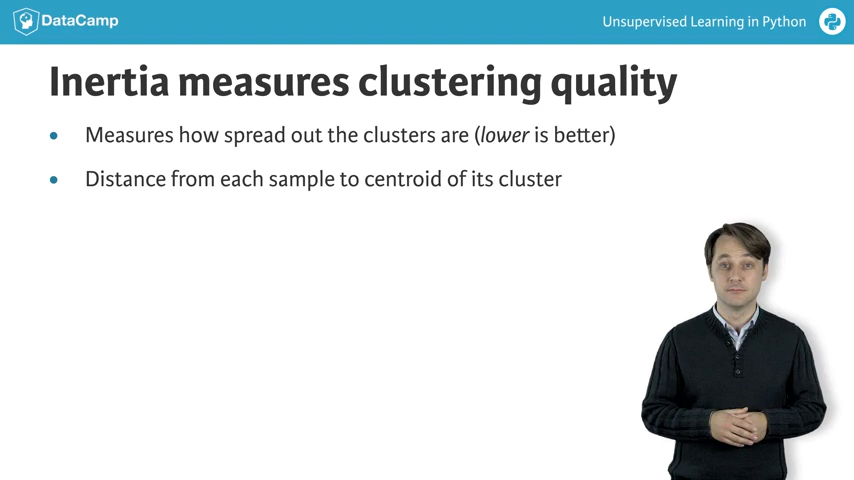 DataCamp
Unsupervised Learning in Python
Inertia measures clustering quality
• Measures how spread out the clusters are (lower is better)
• Distance from each sample to centroid of its cluster